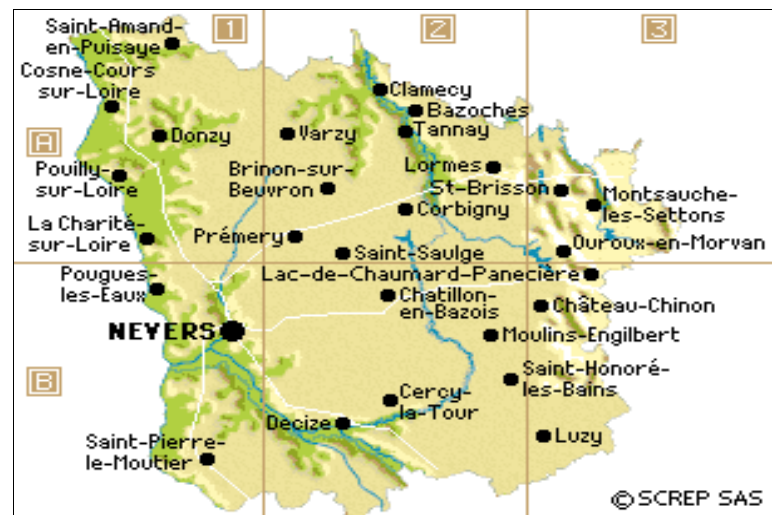 1
2
3
Saint-Amand-
en-Puisaye
Cosne-Cours
sur-Loire
Clamecy
Bazoches
A
Donzy
Varzy
Tannay
Pouilly-
sur-Loire
Brinon-sur-
Beuvron
Lormes
St-Brisson
Montsauche-
les-Settons
Corbigny
La Charité-
sur-Loire
Prémery
Saint-Saulge
Ouroux-en-Morvan
Pougues-
les-Eaux
Lac-de-Chaumard-Panecière
Chatillon-
en-Bazois
Château-Chinon
NEVERS
Moulins-Engilbert
B
Saint-Honoré-
les-Bains
Cercy-
la-Tour
Decize
Luzy
Saint-Pierre-
le-Moutier
©SCREP SAS